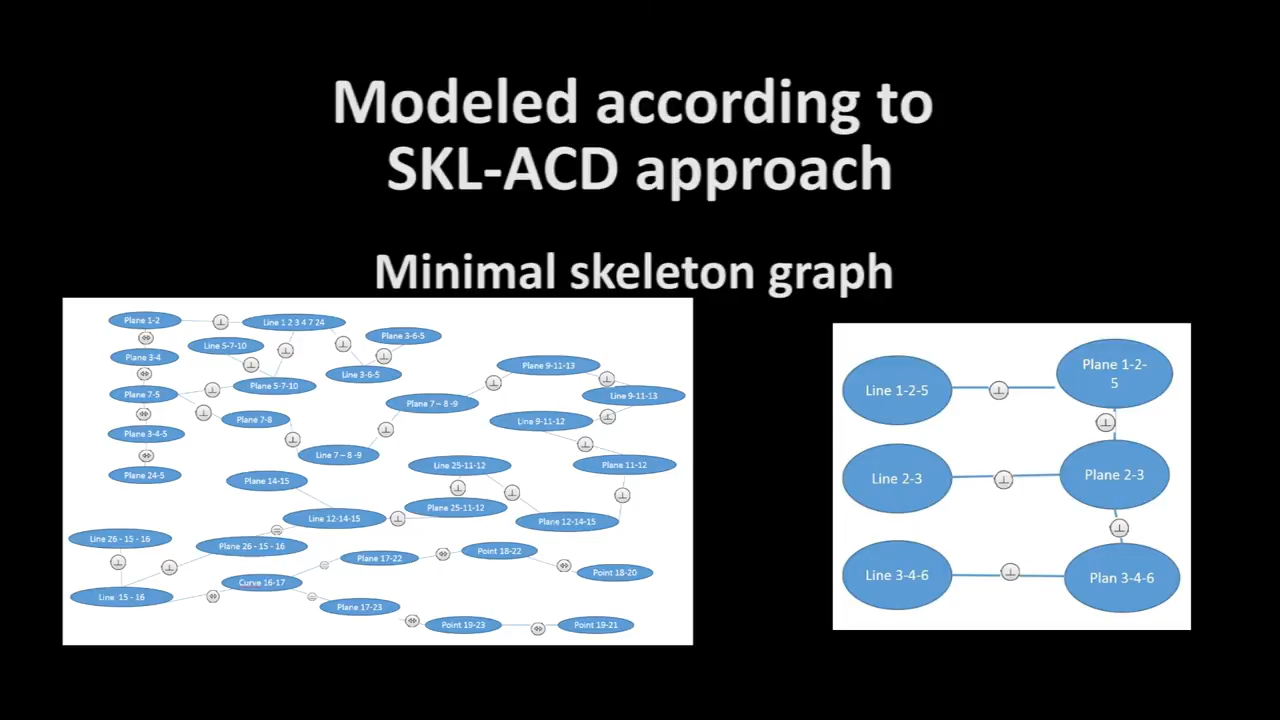 Modeled according to
SKL-ACD approach
Minimal skeleton graph
Plane 1-2
Line 1 2 3 4 7 24
Plane 3-6-5
Line 5-7-10
Plane 3-4
Line 3-6-5
Plane 5-7-10
Plane 7-5
Plane 7-8
Plane 3-4-5
Line 7 – 8 -9
Plane 24-5
Plane 7 – 8 -9
Plane 9-11-13
Line 9-11-13
Line 9-11-12
Plane 11-12
Line 25-11-12
Plane 14-15
Plane 25-11-12
Line 12-14-15
Plane 12-14-15
Line 26 - 15 - 16
Plane 26 - 15 - 16
Plane 17-22
Point 18-22
Point 18-20
Curve 16-17
Line 15 - 16
Plane 17-23
Point 19-23
Point 19-21
Line 1-2-5
Plane 1-2-
5
Line 2-3
Plane 2-3
Line 3-4-6
Plan 3-4-6